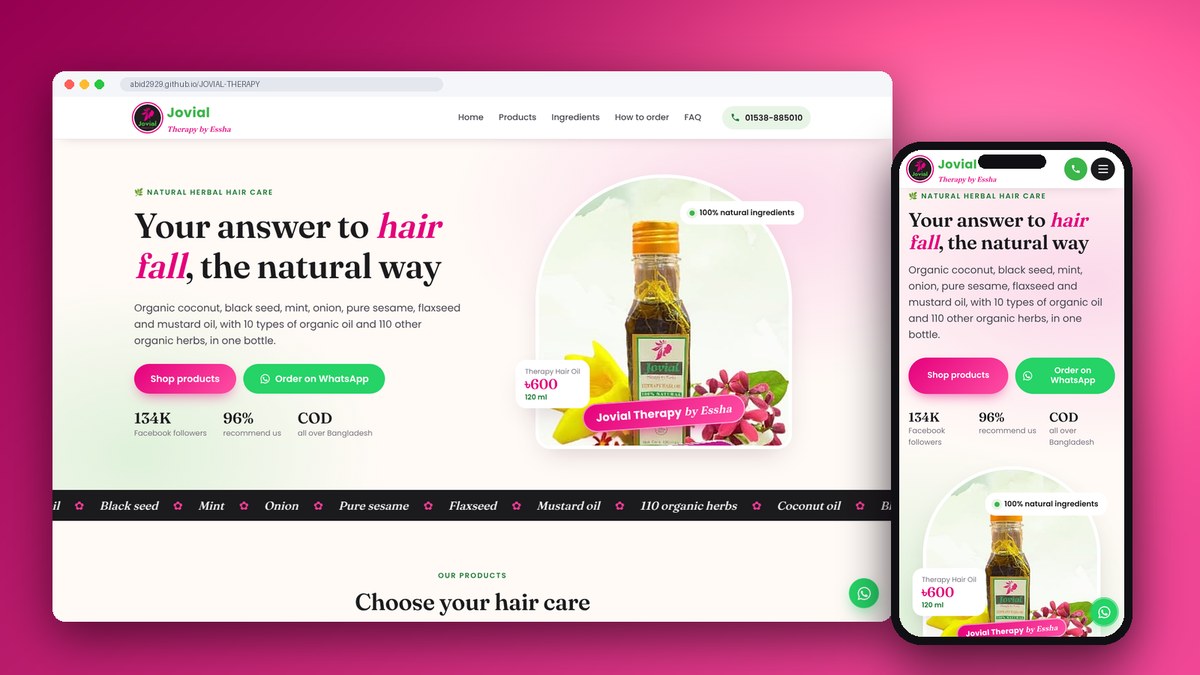 abid2929.github.io/JOVIAL-THERAPY
Jovial
Jovial
Therapy by Essha
Home
Products
Ingredients
How to order
FAQ
01538-885010
🌿 NATURAL HERBAL HAIR CARE
Your answer to hair
fall, the natural way
Organic coconut, black seed, mint, onion, pure sesame, flaxseed
and mustard oil, with 10 types of organic oil and 110 other
organic herbs, in one bottle.
Shop products
Order on WhatsApp
134K
Facebook followers
96%
recommend us
COD
all over Bangladesh
100% natural ingredients
Jovial
Therapy Hair Oil
৳600
120 ml
Jovial Therapy by Essha
il ✿ Black seed ✿ Mint ✿ Onion ✿ Pure sesame ✿ Flaxseed ✿ Mustard oil ✿ 110 organic herbs ✿ Coconut oil ✿
OUR PRODUCTS
Choose your hair care
Jovial
Jovial
Therapy by Essha
🌿 NATURAL HERBAL HAIR CARE
Your answer to hair
fall, the natural way
Organic coconut, black seed, mint,
onion, pure sesame, flaxseed and
mustard oil, with 10 types of organic oil
and 110 other organic herbs, in one
bottle.
Shop products
Order on
WhatsApp
134K
Facebook
followers
96%
recommend us
COD
all over
Bangladesh
100% natural ingredients
Jovial
Therapy Hair Oil
৳600
120 ml
Jovial Therapy by Essha